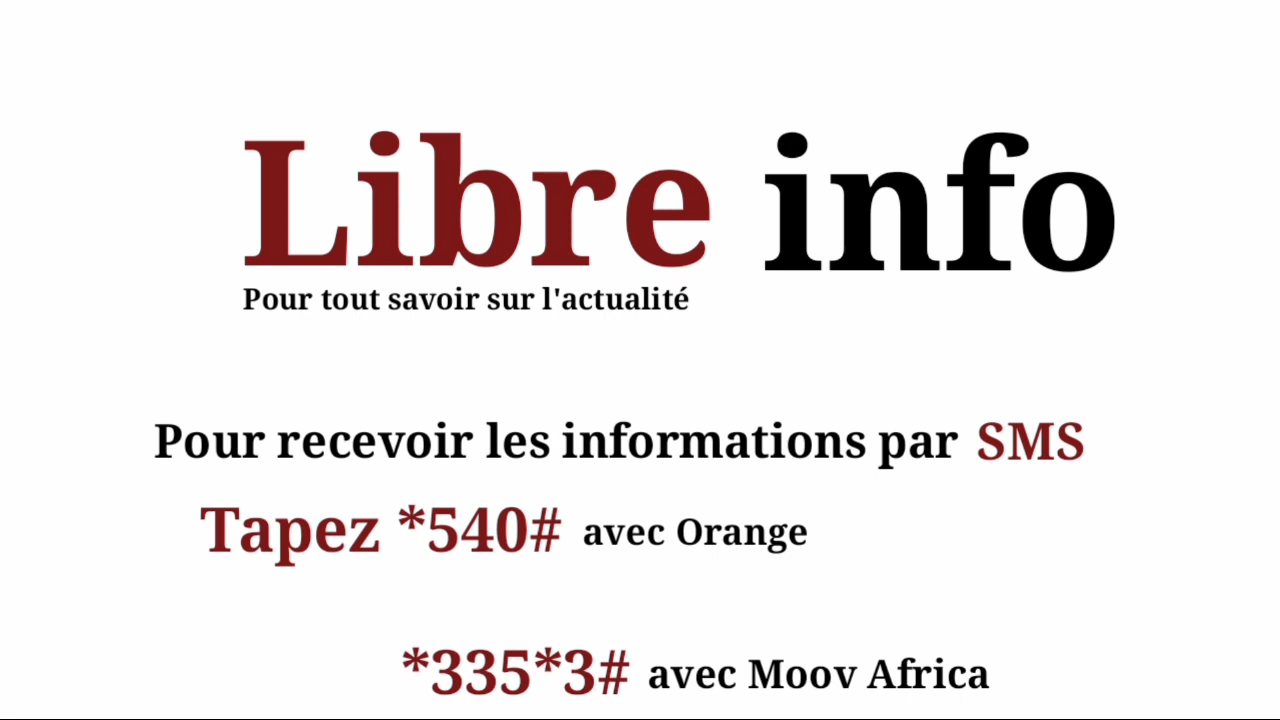 Libre info
Pour tout savoir sur l'actualité
Pour recevoir les informations par SMS
Tapez *540# avec Orange
*335*3# avec Moov Africa